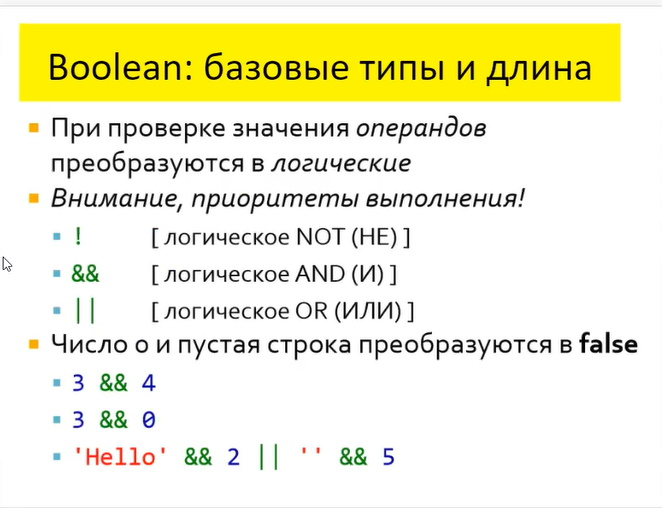 Boolean: базовые типы и длина
При проверке значения операндов
преобразуются в логические
Внимание, приоритеты выполнения!
! [ логическое NOT (НЕ) ]
&& [ логическое AND (И) ]
|| [ логическое OR (ИЛИ) ]
Число 0 и пустая строка преобразуются в false
3 && 4
3 && 0
'Hello' && 2 || '' && 5